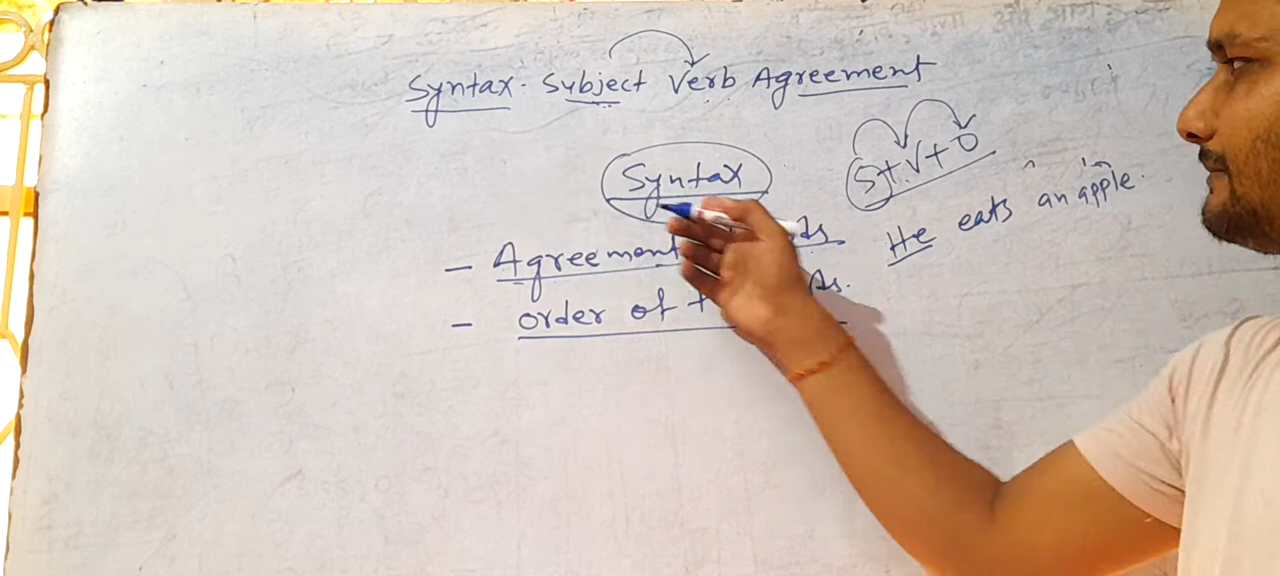 Syntax. Subject Verb Agreement
Syntax
S+V+O
He eats an apple.
- Agreement
- order of